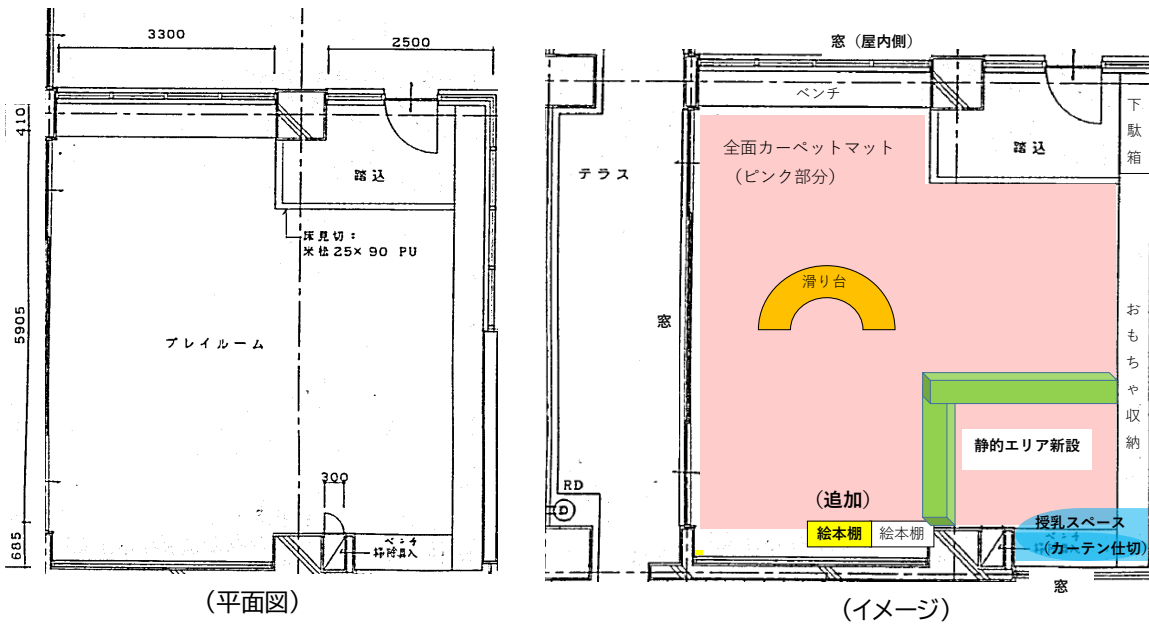 3300
2500
410
踏込
床見切:
米松25×90 PU
5905
プレイルーム
300
685
ベンチ
掃除具入
(平面図)
窓(屋内側)
ベンチ
下駄箱
全面カーペットマット
(ピンク部分)
踏込
テラス
滑り台
窓
おもちゃ収納
静的エリア新設
RD
(追加)
絵本棚
絵本棚
授乳スペース
(カーテン仕切)
窓
(イメージ)